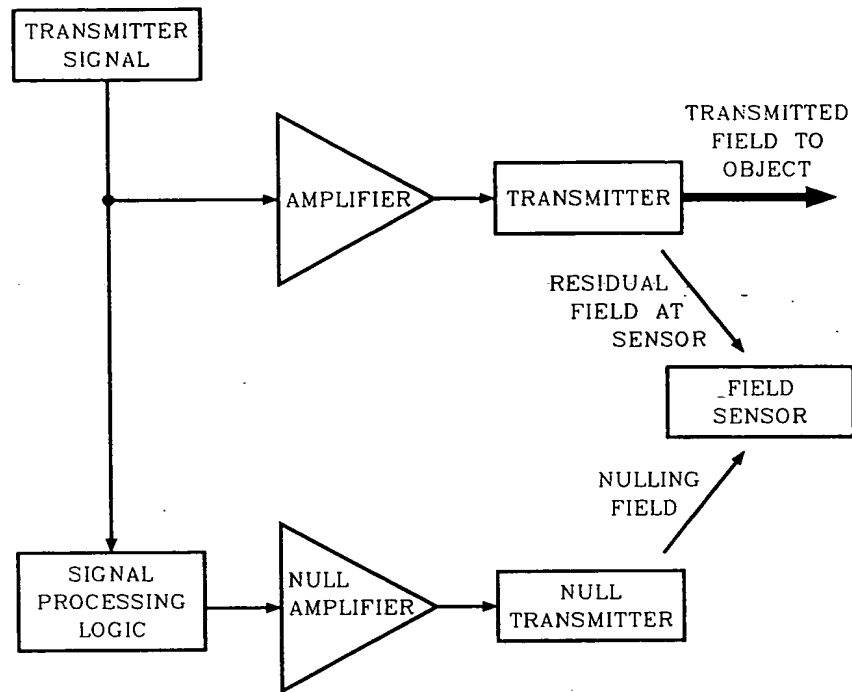 TRANSMITTER
SIGNAL
TRANSMITTED
FIELD TO
OBJECT
AMPLIFIER
TRANSMITTER
RESIDUAL
FIELD AT
SENSOR
FIELD
SENSOR
NULLING
FIELD
SIGNAL
PROCESSING
LOGIC
NULL
AMPLIFIER
NULL
TRANSMITTER